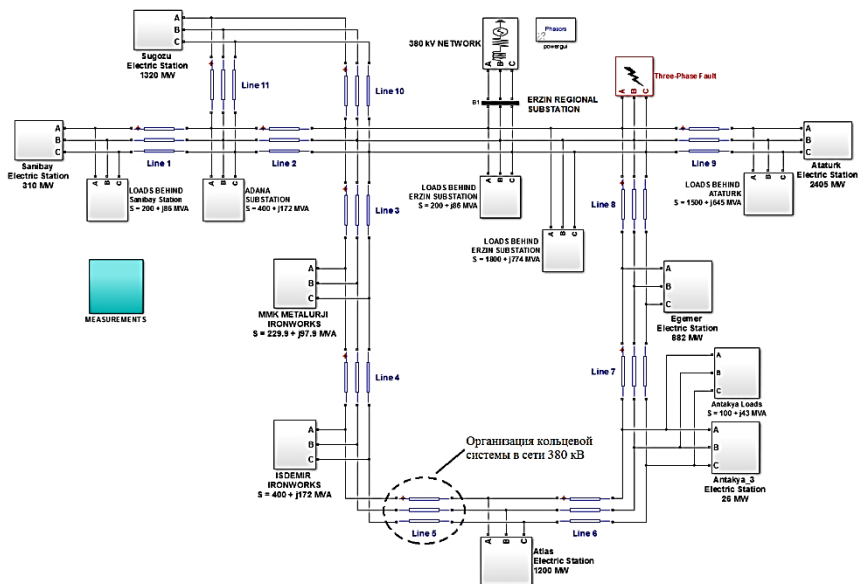 A
B
C
Sugozu
Electric Station
1320 MW
380 kV NETWORK
A B C
Phasors
powergui
Three-Phase Fault
A B C
B1
ERZIN REGIONAL
SUBSTATION
Line 11
Line 10
A
B
C
Sanibay
Electric Station
310 MW
Line 1
Line 2
Line 9
A
B
C
Ataturk
Electric Station
2405 MW
A B C
LOADS BEHIND
Sanibay Station
S = 200 + j86 MVA
A B C
ADANA
SUBSTATION
S = 400 + j172 MVA
Line 3
LOADS BEHIND
ERZIN SUBSTATION
S = 200 + j86 MVA
A B C
LOADS BEHIND
ERZIN SUBSTATION
S = 1800 + j774 MVA
A B C
Line 8
LOADS BEHIND
ATATURK
S = 1500 + j645 MVA
A B C
MEASUREMENTS
A
B
C
MMK METALURJI
IRONWORKS
S = 229.9 + j97.9 MVA
A
B
C
Egemer
Electric Station
882 MW
Line 4
Line 7
A
B
C
Antakya Loads
S = 100 + j43 MVA
A
B
C
ISDEMIR
IRONWORKS
S = 400 + j172 MVA
Организация кольцевой
системы в сети 380 кВ
A
B
C
Antakya_3
Electric Station
26 MW
Line 5
Line 6
A B C
Atlas
Electric Station
1200 MW